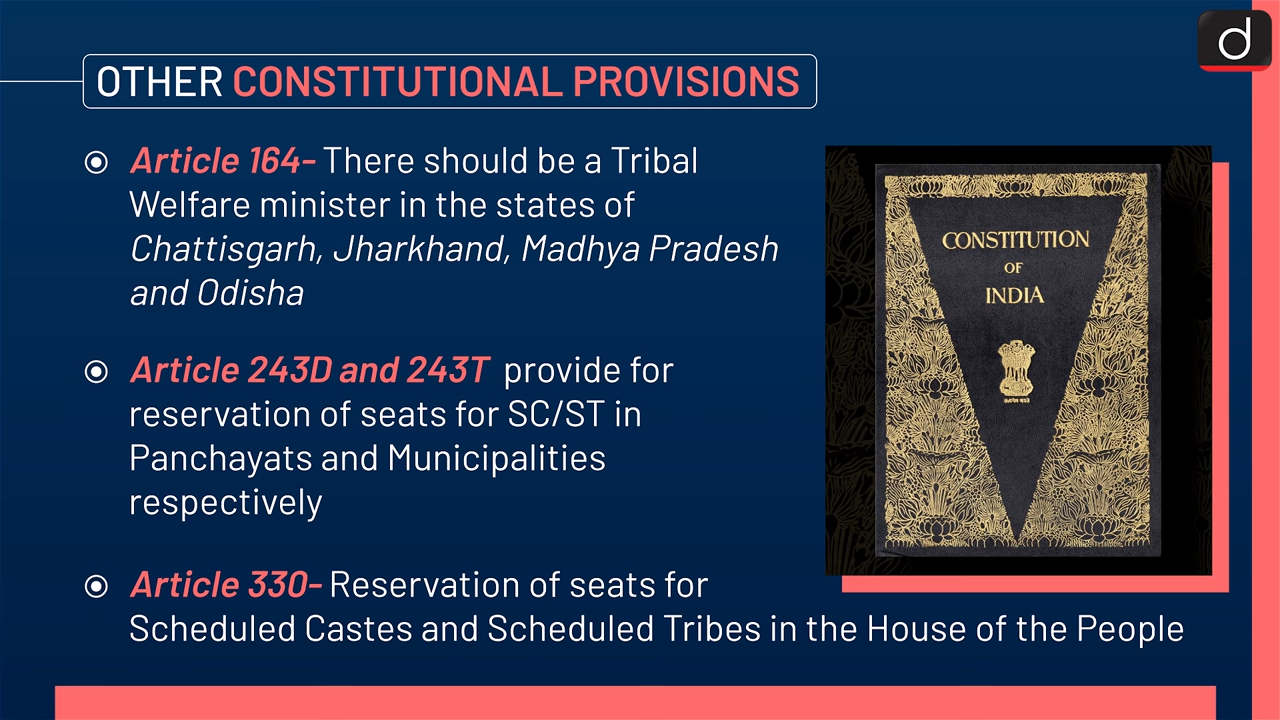 d
OTHER CONSTITUTIONAL PROVISIONS
Article 164- There should be a Tribal
Welfare minister in the states of
Chattisgarh, Jharkhand, Madhya Pradesh
and Odisha
Article 243D and 243T provide for
reservation of seats for SC/ST in
Panchayats and Municipalities
respectively
Article 330- Reservation of seats for
Scheduled Castes and Scheduled Tribes in the House of the People
CONSTITUTION
OF
INDIA
सत्यमेव जयते